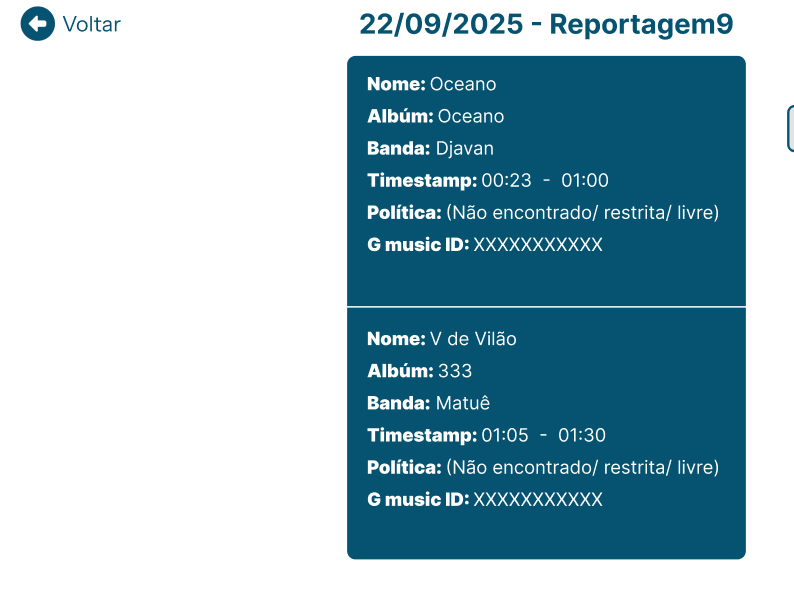 Voltar
22/09/2025 - Reportagem9
Nome: Oceano
Albúm: Oceano
Banda: Djavan
Timestamp: 00:23 - 01:00
Política: (Não encontrado/ restrita/ livre)
G music ID: XXXXXXXXXXX
Nome: V de Vilão
Albúm: 333
Banda: Matuê
Timestamp: 01:05 - 01:30
Política: (Não encontrado/ restrita/ livre)
G music ID: XXXXXXXXXXX